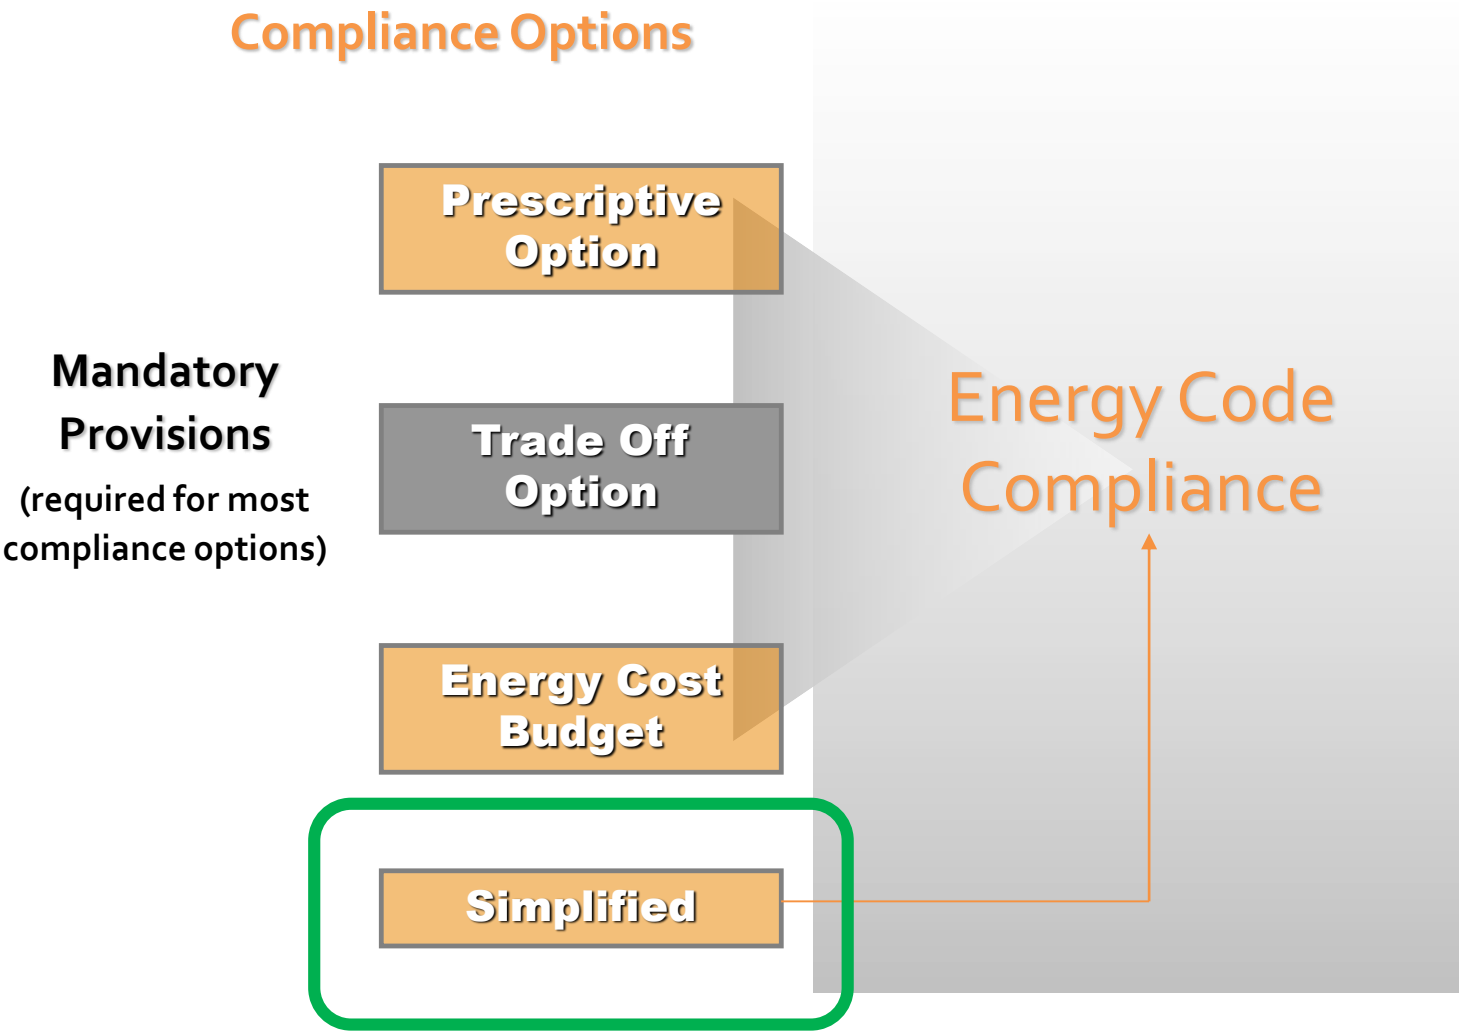 Compliance Options
Mandatory
Provisions
(required for most
compliance options)
Prescriptive
Option
Trade Off
Option
Energy Cost
Budget
Simplified
Energy Code
Compliance